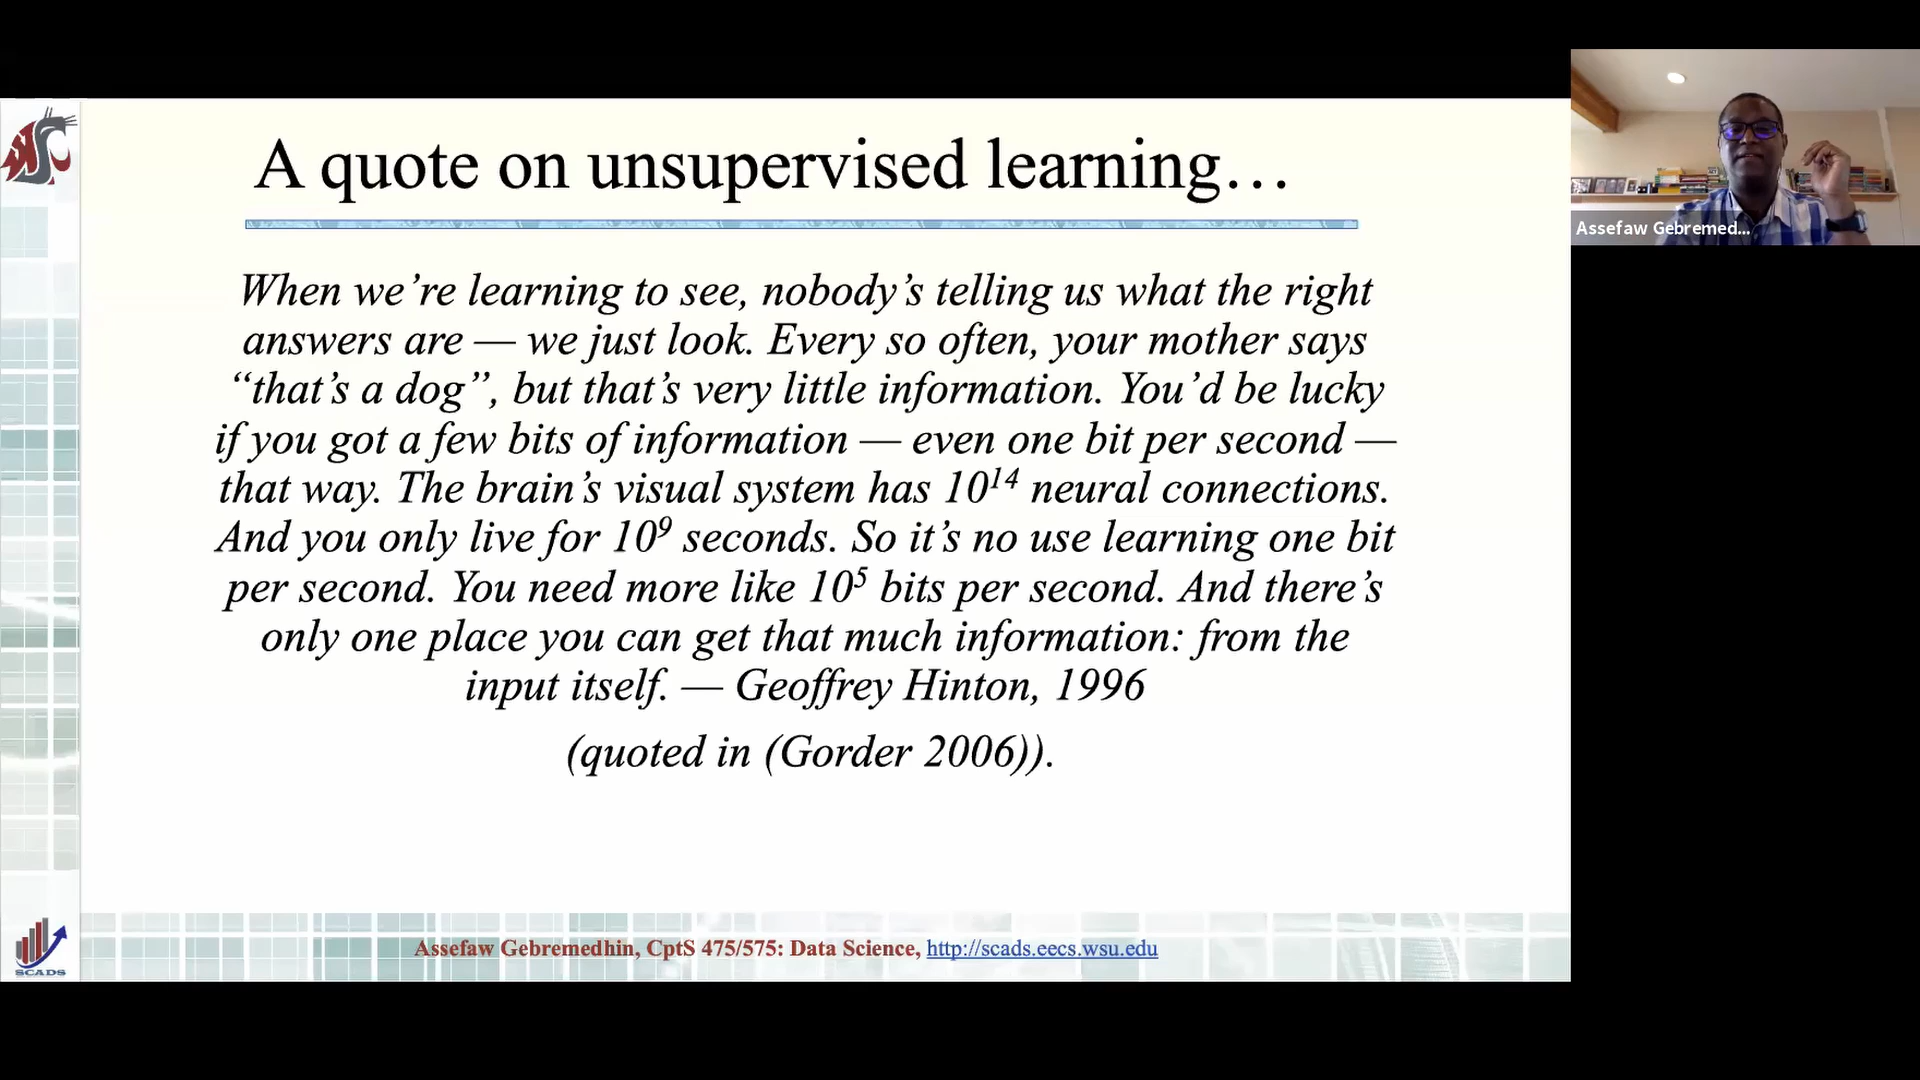 A quote on unsupervised learning…
When we’re learning to see, nobody’s telling us what the right
answers are — we just look. Every so often, your mother says
“that’s a dog”, but that’s very little information. You’d be lucky
if you got a few bits of information — even one bit per second —
that way. The brain’s visual system has 10¹⁴ neural connections.
And you only live for 10⁹ seconds. So it’s no use learning one bit
per second. You need more like 10⁵ bits per second. And there’s
only one place you can get that much information: from the
input itself. — Geoffrey Hinton, 1996
(quoted in (Gorder 2006)).
Assefaw Gebremedhin, CptS 475/575: Data Science, http://scads.eecs.wsu.edu
SCADS
Assefaw Gebremed...